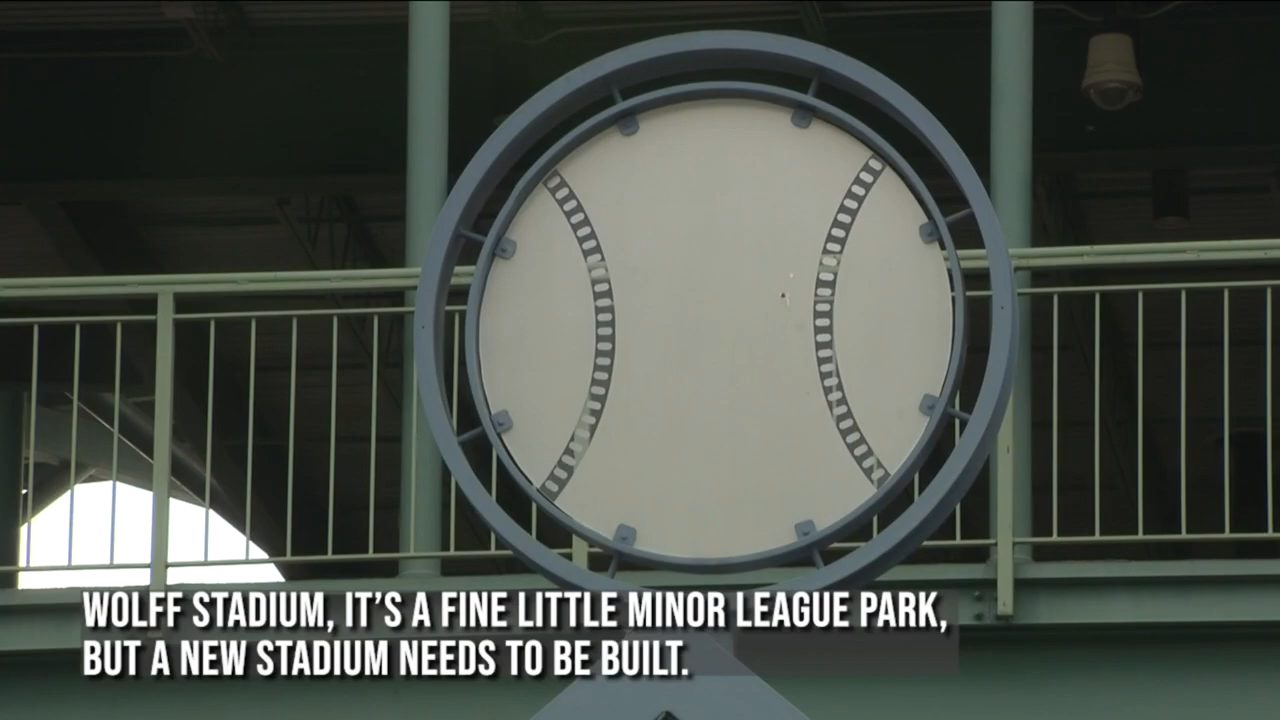 WOLFF STADIUM, IT’S A FINE LITTLE MINOR LEAGUE PARK,
BUT A NEW STADIUM NEEDS TO BE BUILT.